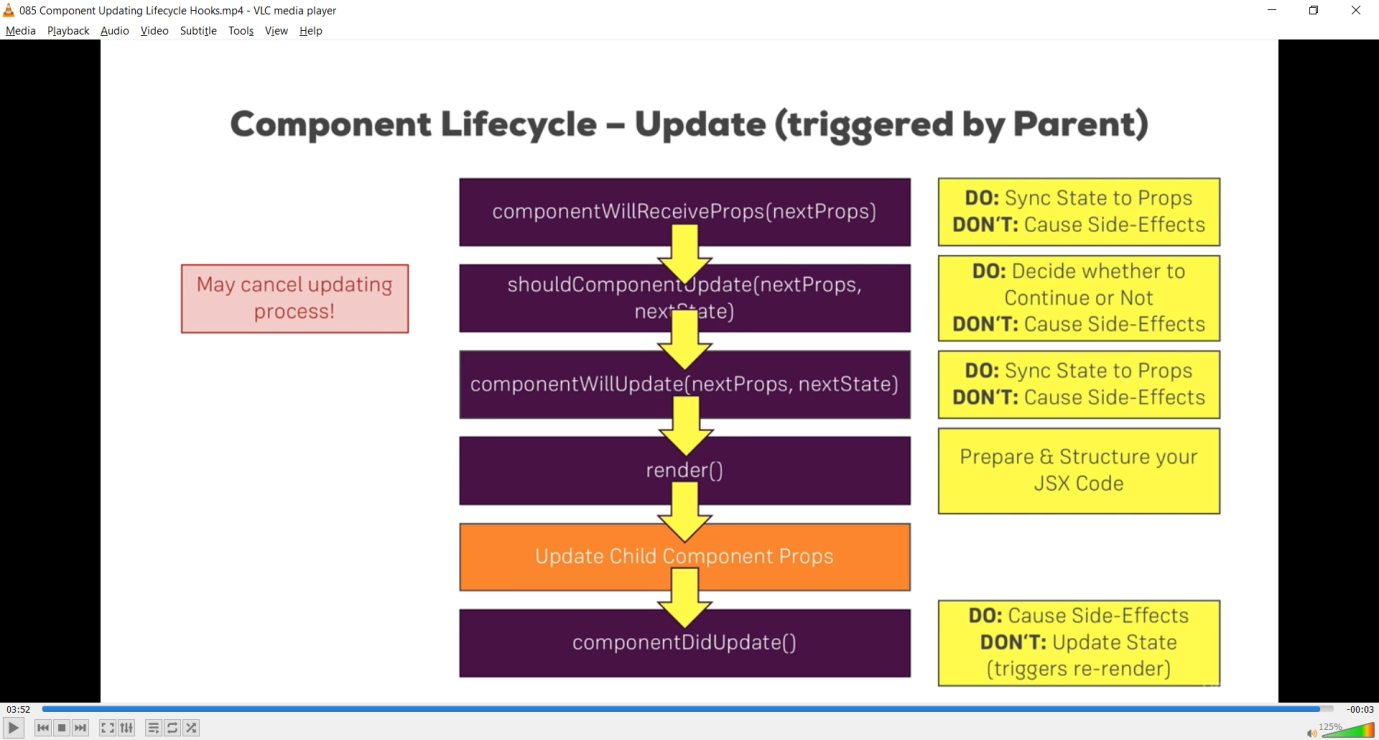 085 Component Updating Lifecycle Hooks.mp4 - VLC media player
Media Playback Audio Video Subtitle Tools View Help
Component Lifecycle – Update (triggered by Parent)
componentWillReceiveProps(nextProps)
DO: Sync State to Props
DON'T: Cause Side-Effects
May cancel updating
process!
shouldComponentUpdate(nextProps,
nextState)
DO: Decide whether to
Continue or Not
DON'T: Cause Side-Effects
componentWillUpdate(nextProps, nextState)
DO: Sync State to Props
DON'T: Cause Side-Effects
render()
Prepare & Structure your
JSX Code
Update Child Component Props
componentDidUpdate()
DO: Cause Side-Effects
DON'T: Update State
(triggers re-render)
03:52
-00:03
125%